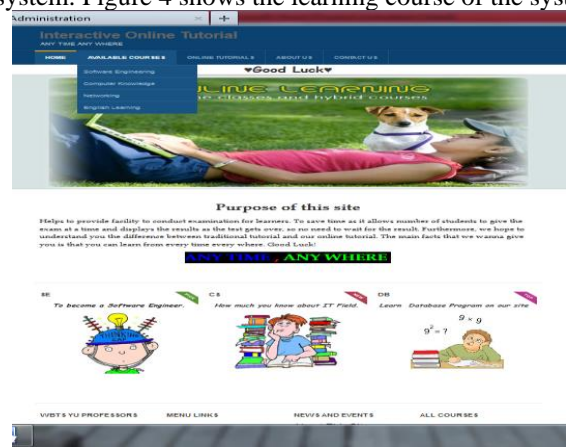 system. Figure 4 shows the learning course of the syst
Administration
Interactive Online Tutorial
ANY TIME ANY WHERE
HOME AVAILABLE COURSES ONLINE TUTORIALS ABOUT US CONTACT US
Software Engineering
Computer Knowledge
Networking
English Learning
♥Good Luck♥
LINE LEARNING
e classes and hybrid courses
Purpose of this site
Helps to provide facility to conduct examination for learners. To save time as it allows number of students to give the
exam at a time and displays the results as the test gets over, so no need to wait for the result. Furthermore, we hope to
understand you the difference between traditional tutorial and our online tutorial. The main facts that we wanna give
you is that you can learn from every time every where. Good Luck!
ANY TIME , ANY WHERE
SE CS DB
To become a Software Engineer. How much you know about IT Field. Learn Database Program on our site
THINKING
CAP
9 × 9
9² = ?
WBTS YU PROFESSORS MENU LINKS NEWS AND EVENTS ALL COURSES